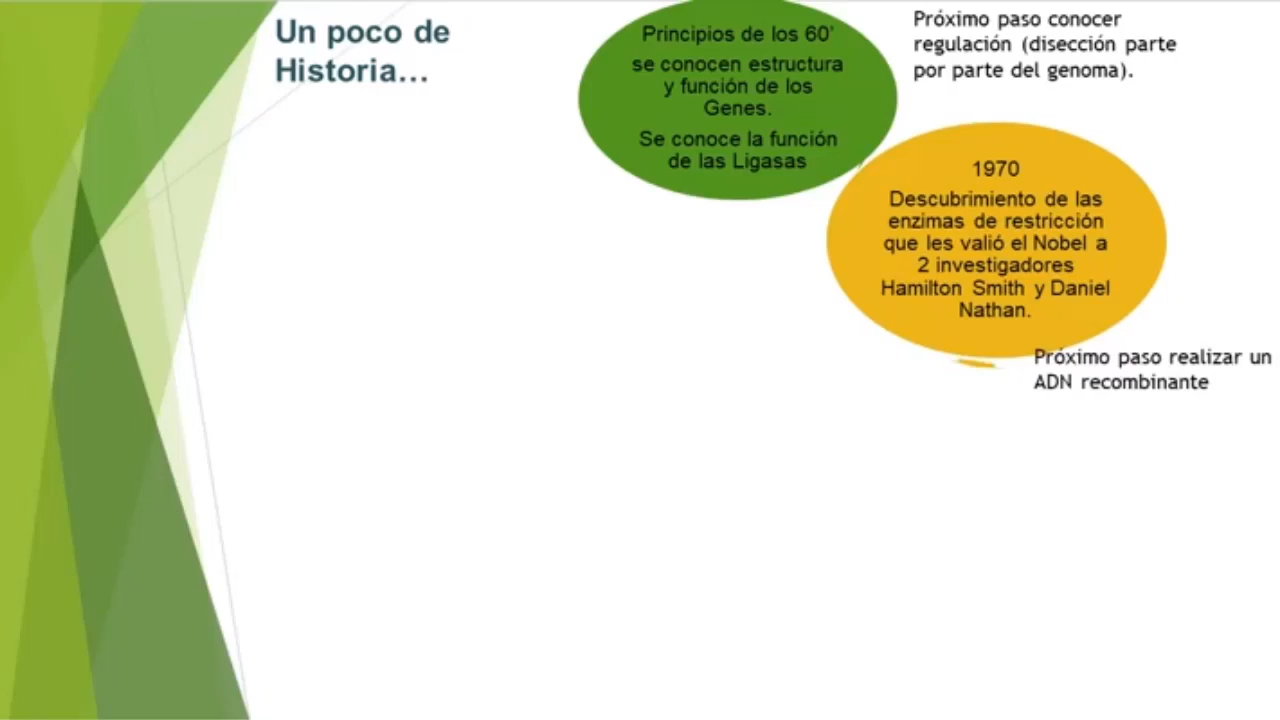 Un poco de
Historia...
Principios de los 60'
se conocen estructura
y función de los
Genes.
Se conoce la función
de las Ligasas
Próximo paso conocer
regulación (disección parte
por parte del genoma).
1970
Descubrimiento de las
enzimas de restricción
que les valió el Nobel a
2 investigadores
Hamilton Smith y Daniel
Nathan.
Próximo paso realizar un
ADN recombinante